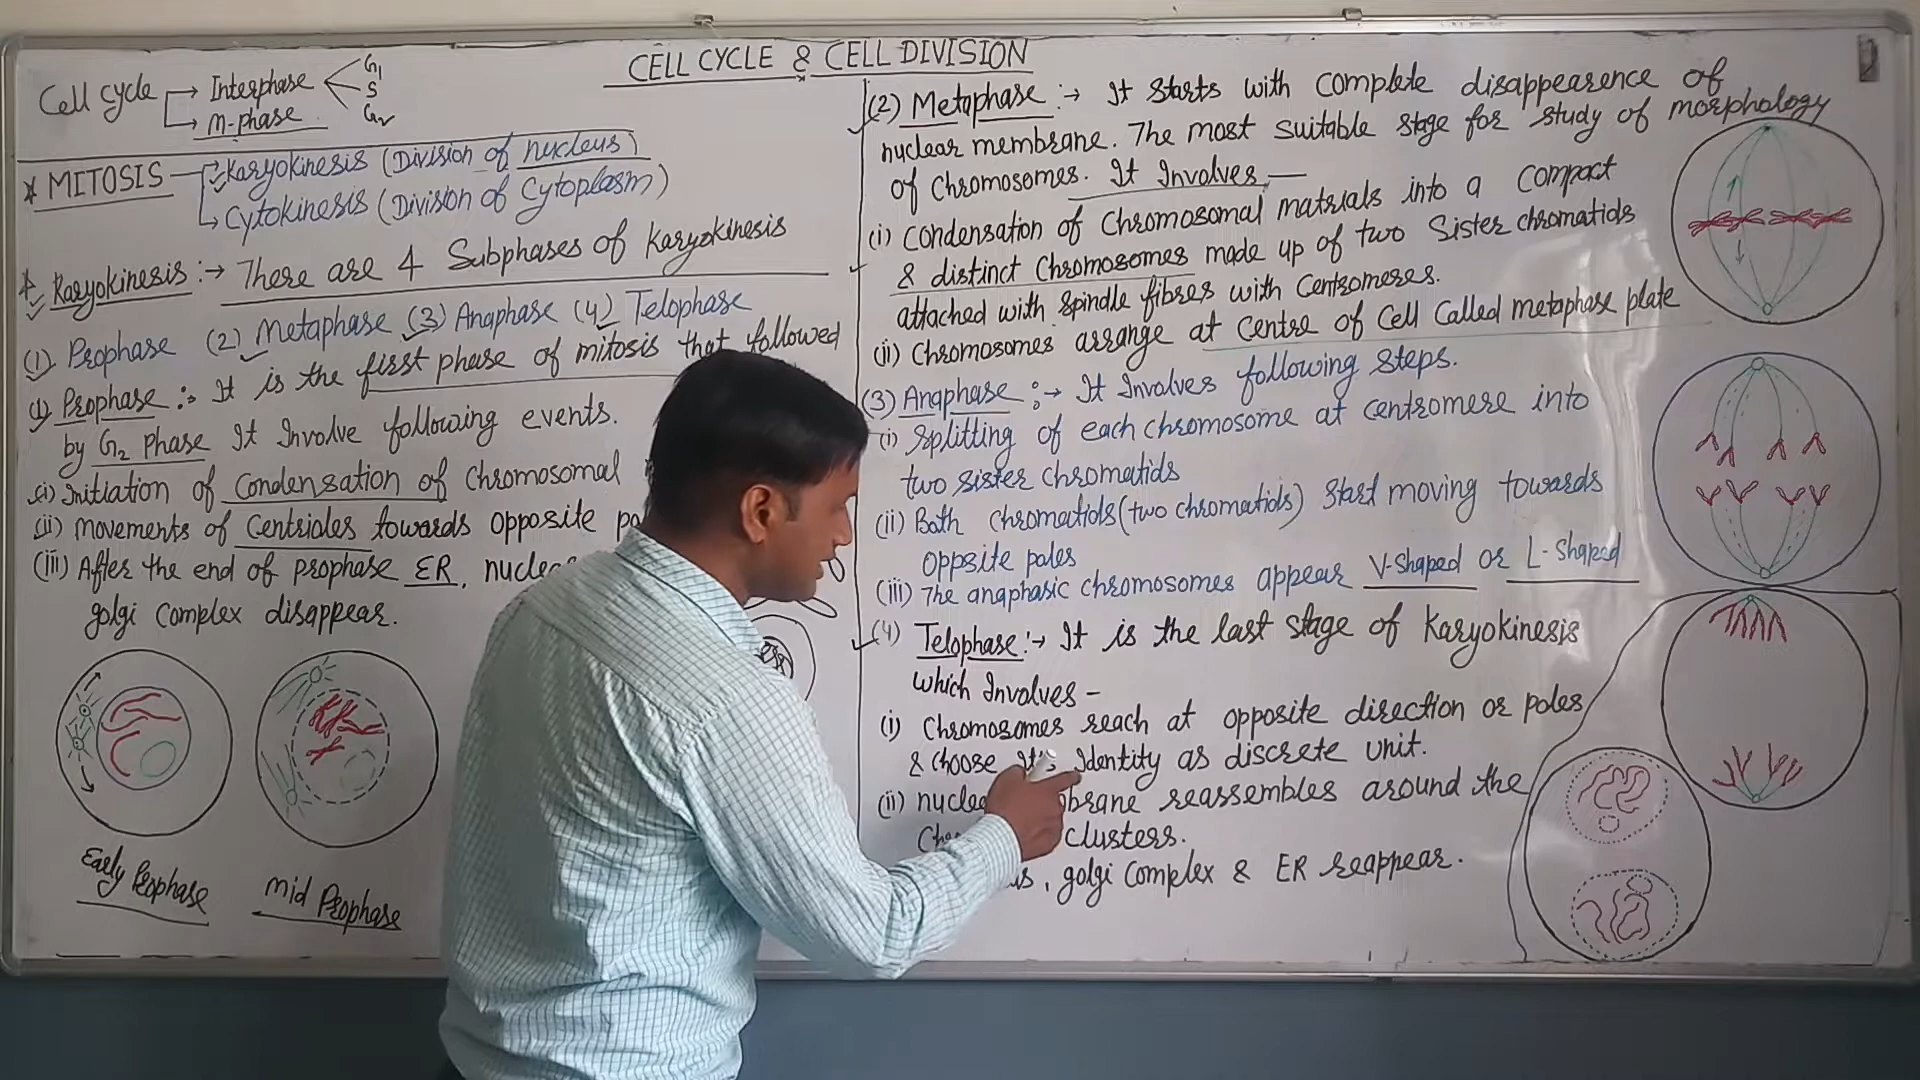 CELL CYCLE & CELL DIVISION
Cell cycle → Interphase G1
S
G2
→ M-phase
* MITOSIS → Karyokinesis (Division of nucleus)
→ Cytokinesis (Division of Cytoplasm)
* Karyokinesis :→ There are 4 Subphases of Karyokinesis
(1) Prophase (2) Metaphase (3) Anaphase (4) Telophase
(1) Prophase :→ It is the first phase of mitosis that followed
by G2 Phase It Involve following events.
(i) Initiation of Condensation of Chromosomal
(ii) Movements of Centrioles towards opposite
(iii) After the end of prophase ER,
golgi Complex disappear.
Early Prophase
mid Prophase
(2) Metaphase :→ It starts with complete disappearence of
nuclear membrane. The most suitable stage for study of morphology
of Chromosomes. It Involves —
(i) Condensation of Chromosomal matrials into a compact
& distinct Chromosomes made up of two Sister chromatids
attached with spindle fibres with Centromeres.
(ii) Chromosomes arrange at Centre of Cell Called metaphase plate
(3) Anaphase :→ It Involves following steps.
(i) Splitting of each chromosome at centromere into
two sister chromatids
(ii) Both Chromatids (two chromatids) Start moving towards
opposite poles
(iii) The anaphasic chromosomes appear V-shaped or L-shaped
(4) Telophase :→ It is the last stage of Karyokinesis
which Involves -
(i) Chromosomes reach at opposite direction or poles
& Choose It's Identity as discrete unit.
(ii) reassembles around the
clusters.
, golgi Complex & ER reappear.